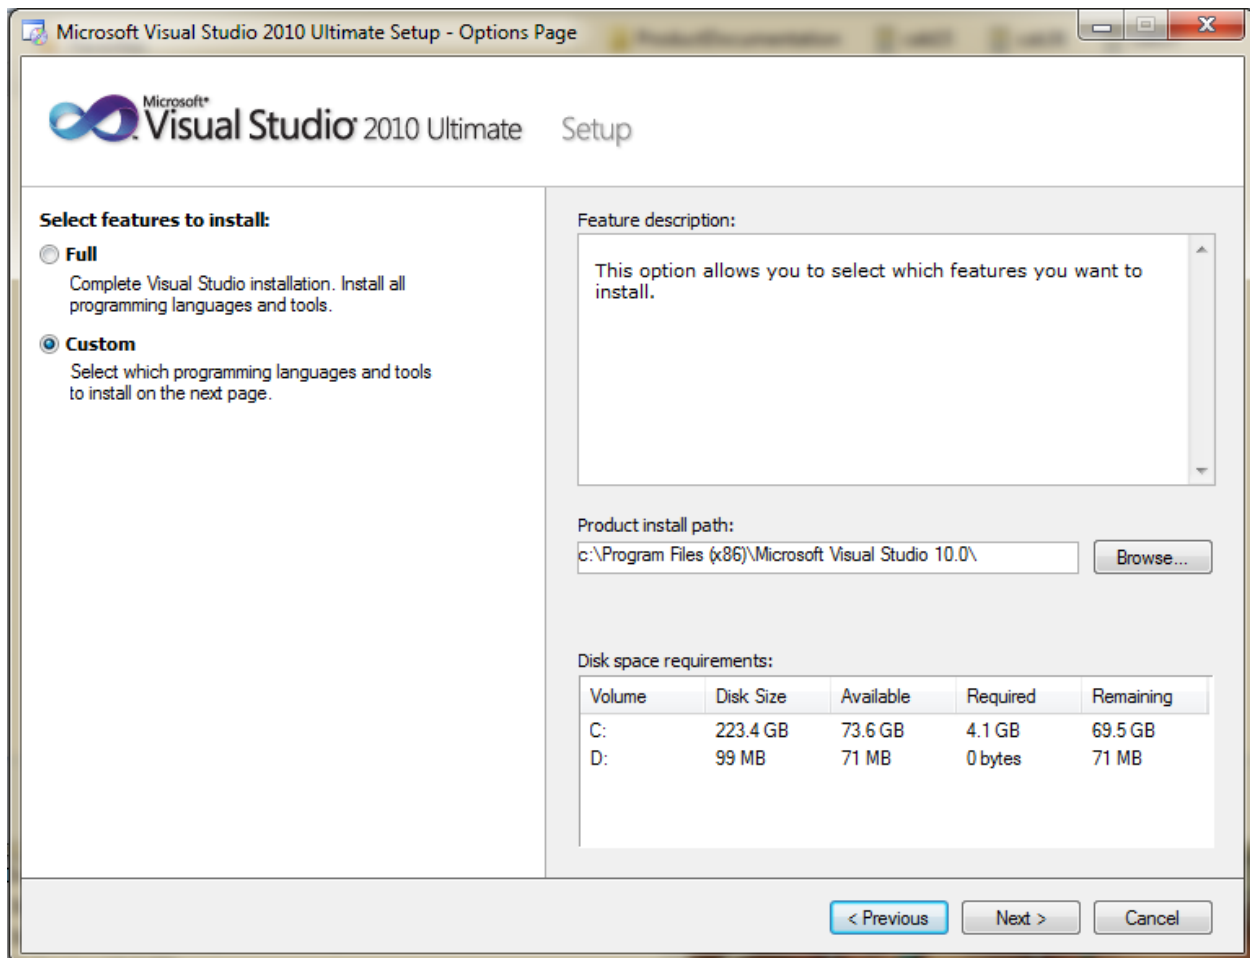 Microsoft Visual Studio 2010 Ultimate Setup - Options Page
Microsoft®
Visual Studio® 2010 Ultimate Setup
Select features to install:
Full
Complete Visual Studio installation. Install all
programming languages and tools.
Custom
Select which programming languages and tools
to install on the next page.
Feature description:
This option allows you to select which features you want to
install.
Product install path:
c:\Program Files (x86)\Microsoft Visual Studio 10.0\
Browse...
Disk space requirements:
Volume Disk Size Available Required Remaining
C: 223.4 GB 73.6 GB 4.1 GB 69.5 GB
D: 99 MB 71 MB 0 bytes 71 MB
< Previous Next > Cancel